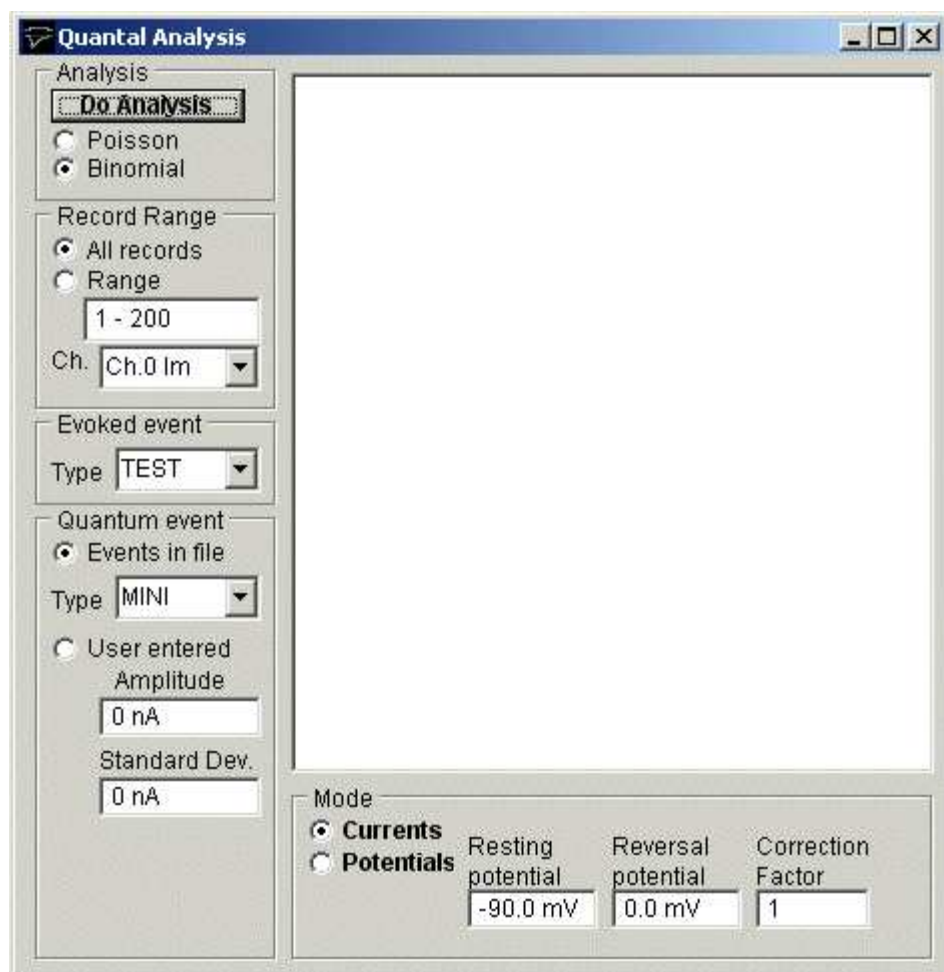 Quantal Analysis
Analysis
Do Analysis
Poisson
Binomial
Record Range
All records
Range
1 - 200
Ch. Ch.0 Im
Evoked event
Type TEST
Quantum event
Events in file
Type MINI
User entered
Amplitude
0 nA
Standard Dev.
0 nA
Mode
Currents
Potentials
Resting potential
-90.0 mV
Reversal potential
0.0 mV
Correction Factor
1